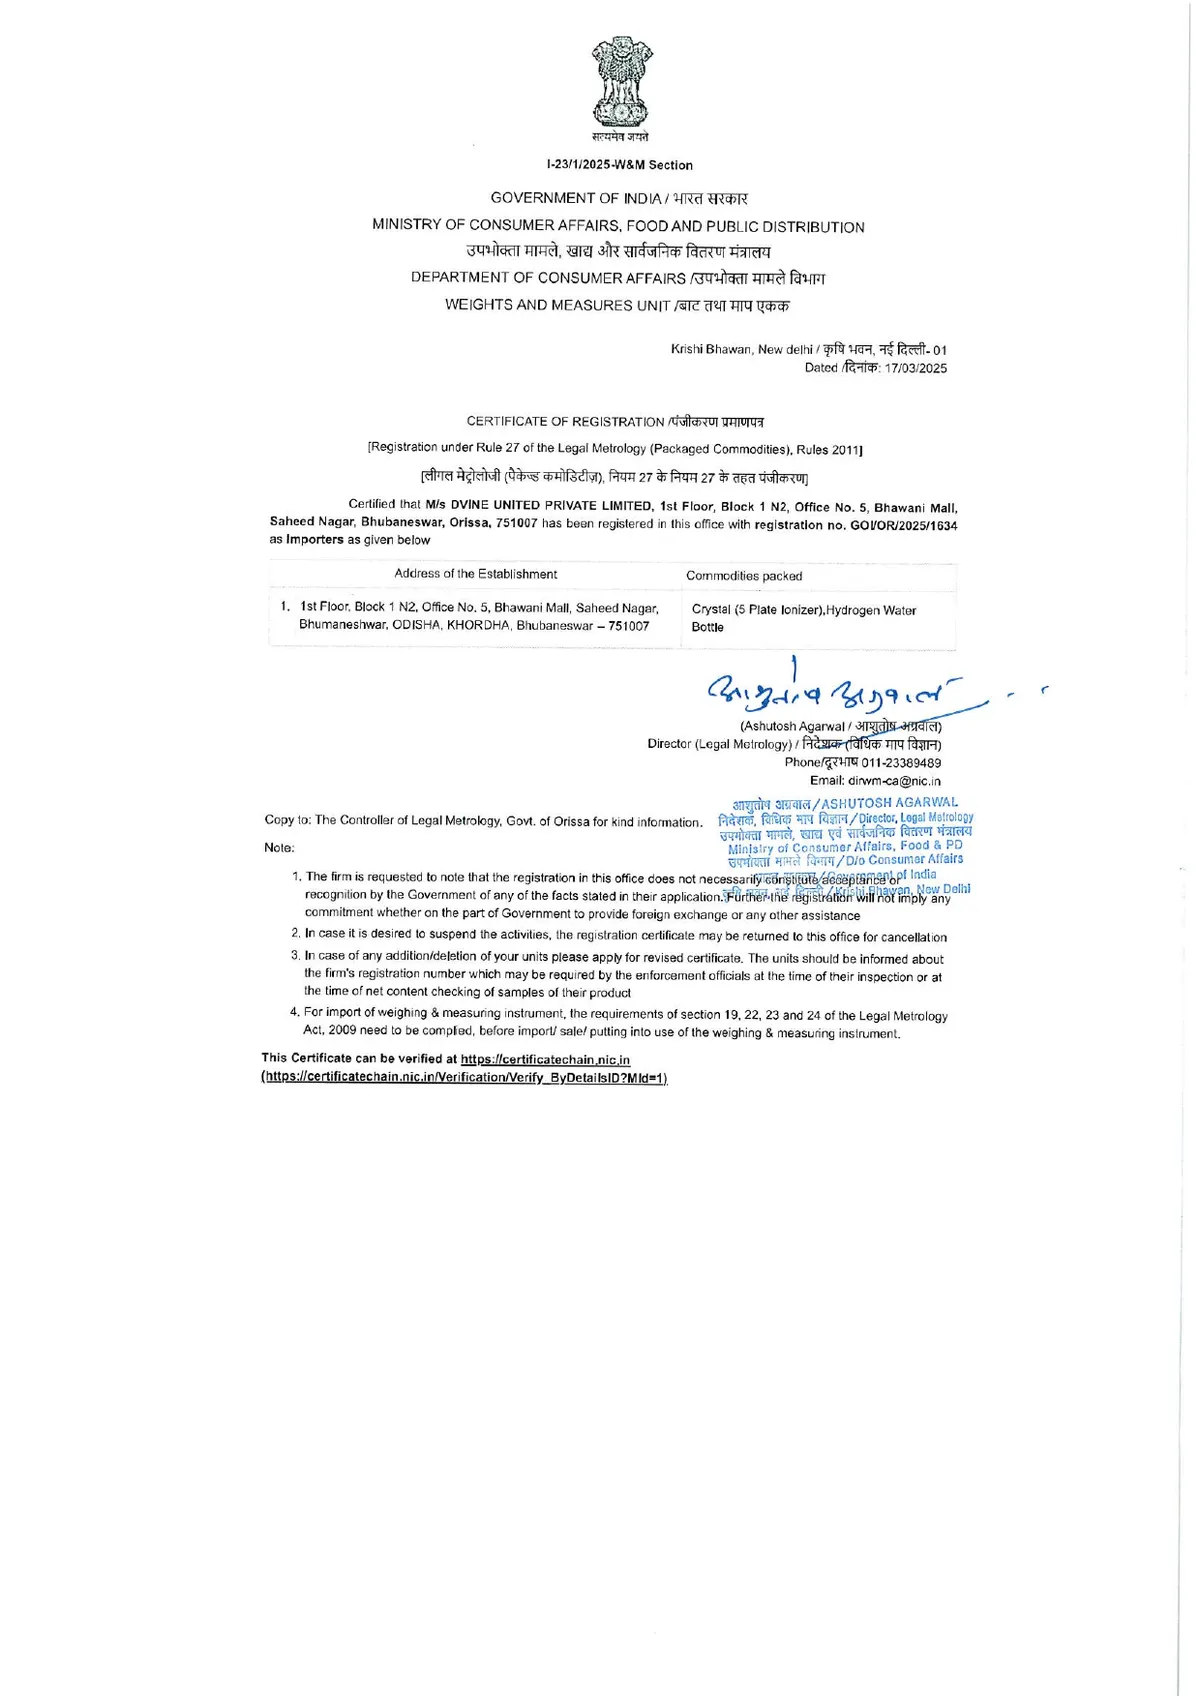 सत्यमेव जयते
I-23/1/2025-W&M Section
GOVERNMENT OF INDIA / भारत सरकार
MINISTRY OF CONSUMER AFFAIRS, FOOD AND PUBLIC DISTRIBUTION
उपभोक्ता मामले, खाद्य और सार्वजनिक वितरण मंत्रालय
DEPARTMENT OF CONSUMER AFFAIRS /उपभोक्ता मामले विभाग
WEIGHTS AND MEASURES UNIT /बाट तथा माप एकक
Krishi Bhawan, New delhi / कृषि भवन, नई दिल्ली- 01
Dated /दिनांक: 17/03/2025
CERTIFICATE OF REGISTRATION /पंजीकरण प्रमाणपत्र
[Registration under Rule 27 of the Legal Metrology (Packaged Commodities), Rules 2011]
[लीगल मेट्रोलोजी (पैकेज्ड कमोडिटीज़), नियम 27 के नियम 27 के तहत पंजीकरण]
Certified that M/s DVINE UNITED PRIVATE LIMITED, 1st Floor, Block 1 N2, Office No. 5, Bhawani Mall,
Saheed Nagar, Bhubaneswar, Orissa, 751007 has been registered in this office with registration no. GOI/OR/2025/1634
as Importers as given below
Address of the Establishment
Commodities packed
1. 1st Floor, Block 1 N2, Office No. 5, Bhawani Mall, Saheed Nagar,
Bhumaneshwar, ODISHA, KHORDHA, Bhubaneswar – 751007
Crystal (5 Plate Ionizer),Hydrogen Water
Bottle
आशुतोष अग्रवाल
(Ashutosh Agarwal / आशुतोष अग्रवाल)
Director (Legal Metrology) / निदेशक (विधिक माप विज्ञान)
Phone/दूरभाष 011-23389489
Email: dirwm-ca@nic.in
आशुतोष अग्रवाल/ASHUTOSH AGARWAL
निदेशक, विधिक माप विज्ञान/Director, Legal Metrology
उपभोक्ता मामले, खाद्य एवं सार्वजनिक वितरण मंत्रालय
Ministry of Consumer Affairs, Food & PD
उपभोक्ता मामले विभाग/D/o Consumer Affairs
/Government of India
कृषि भवन, नई दिल्ली/Krishi Bhawan, New Delhi
Copy to: The Controller of Legal Metrology, Govt. of Orissa for kind information.
Note:
1. The firm is requested to note that the registration in this office does not necessarily constitute/acceptance or
recognition by the Government of any of the facts stated in their application. Further the registration will not imply any
commitment whether on the part of Government to provide foreign exchange or any other assistance
2. In case it is desired to suspend the activities, the registration certificate may be returned to this office for cancellation
3. In case of any addition/deletion of your units please apply for revised certificate. The units should be informed about
the firm's registration number which may be required by the enforcement officials at the time of their inspection or at
the time of net content checking of samples of their product
4. For import of weighing & measuring instrument, the requirements of section 19, 22, 23 and 24 of the Legal Metrology
Act, 2009 need to be complied, before import/ sale/ putting into use of the weighing & measuring instrument.
This Certificate can be verified at https://certificatechain.nic.in
(https://certificatechain.nic.in/Verification/Verify_ByDetailsID?MId=1)